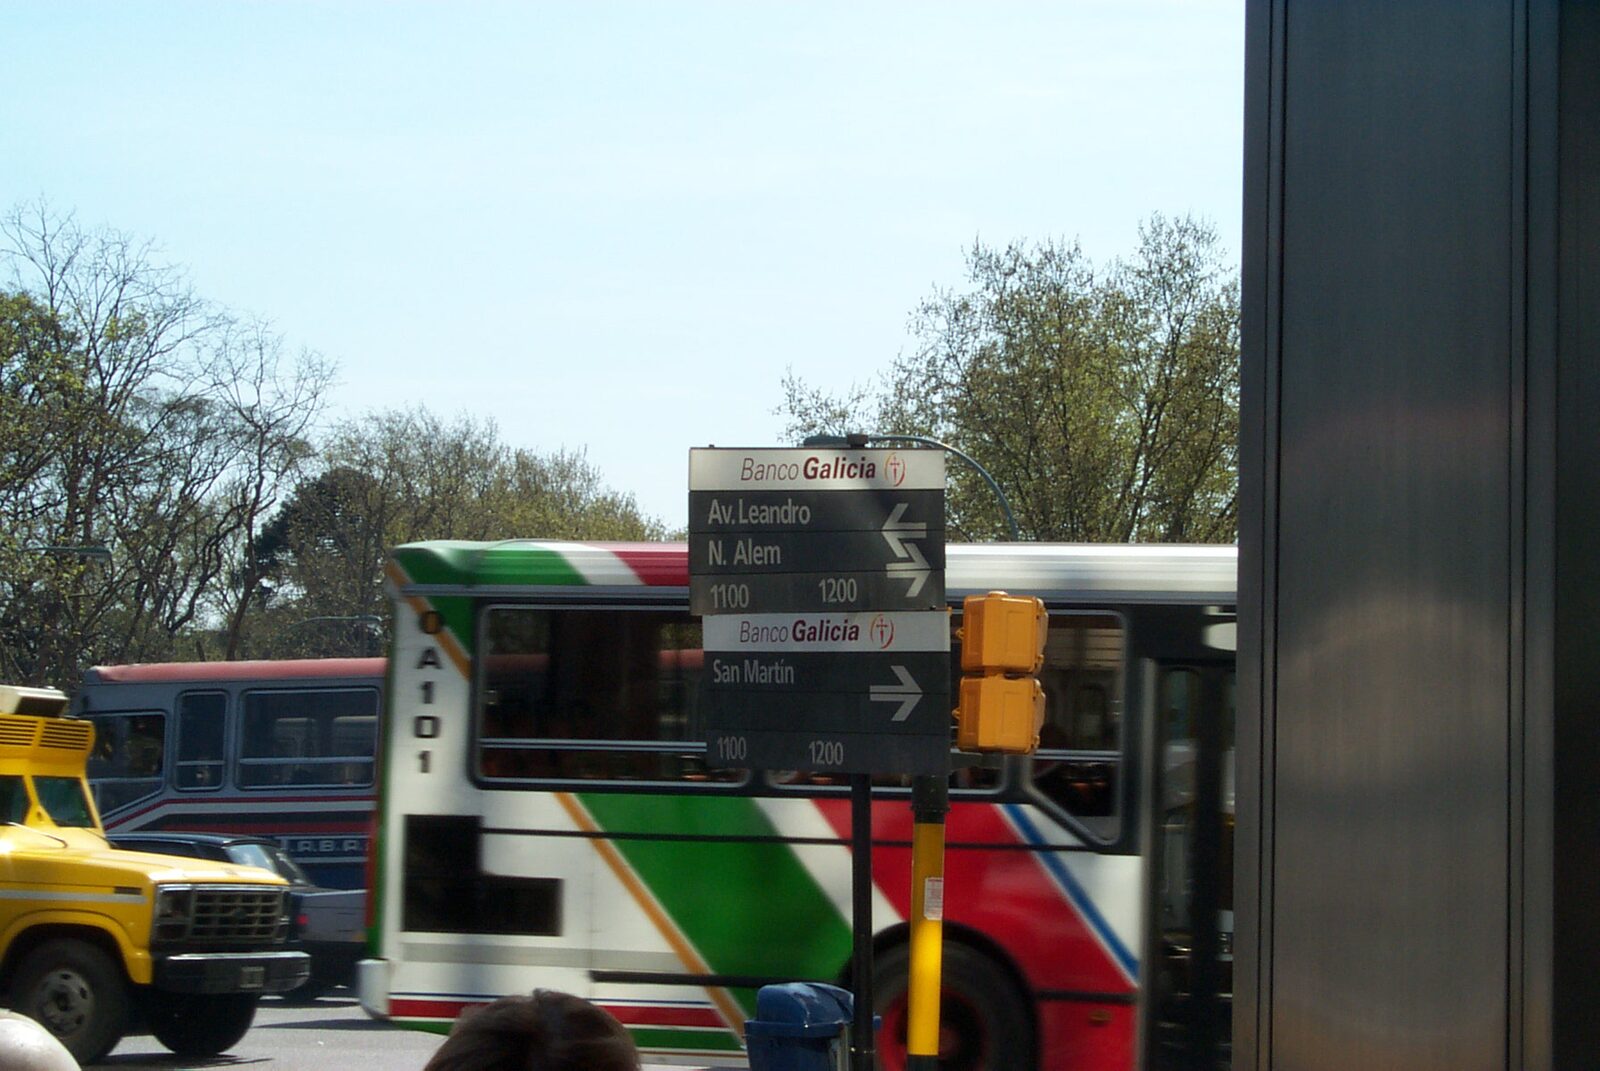 Banco Galicia
Av. Leandro
N. Alem
1100 1200
Banco Galicia
San Martín
1100 1200
A101